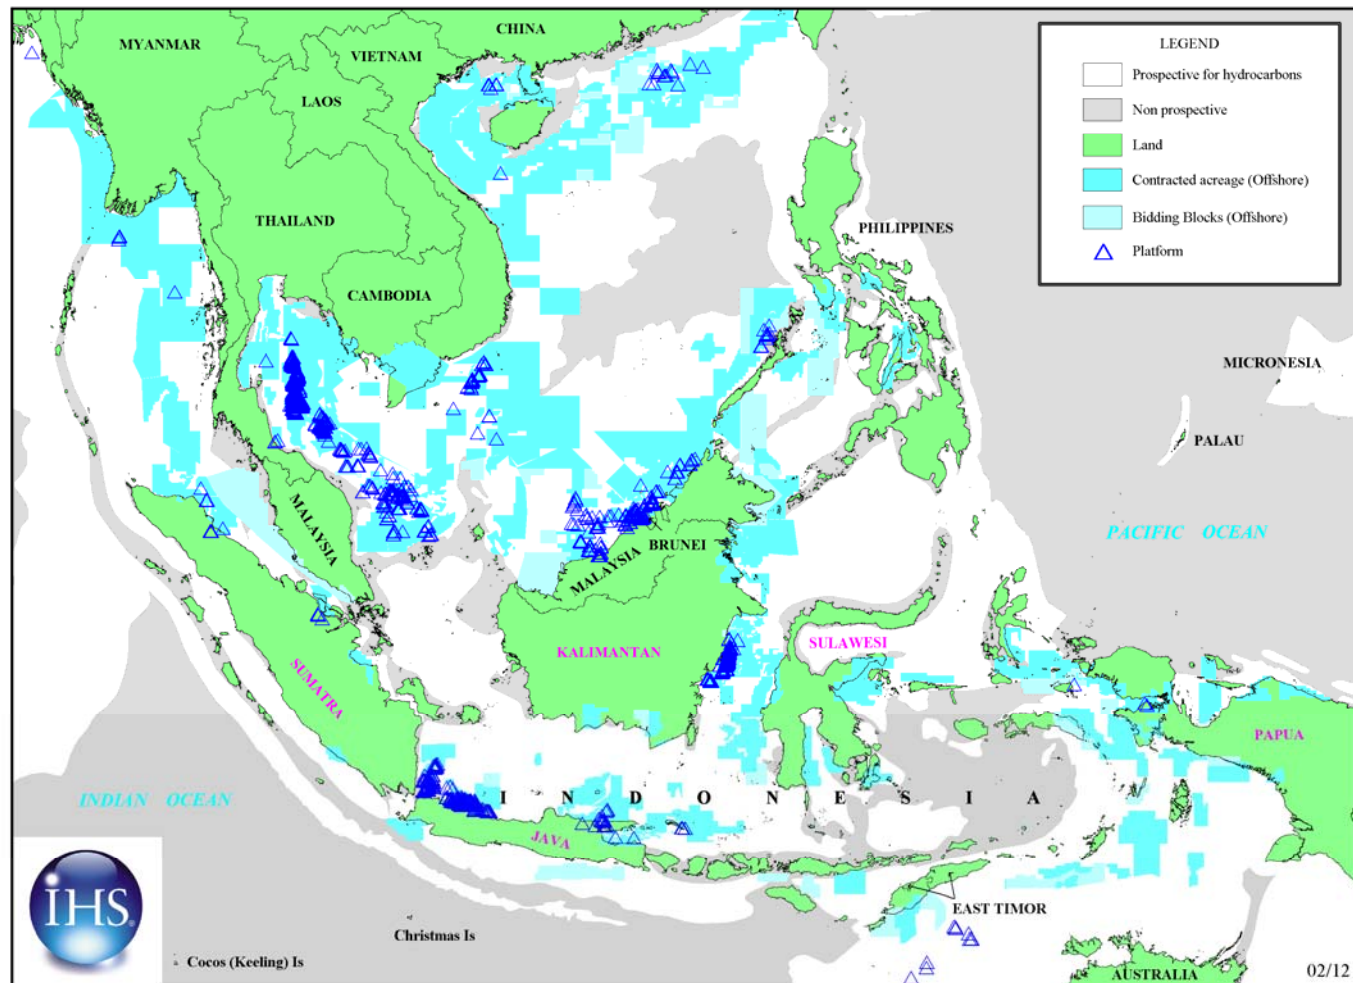 CHINA
MYANMAR
VIETNAM
LAOS
THAILAND
CAMBODIA
PHILIPPINES
LEGEND
Prospective for hydrocarbons
Non prospective
Land
Contracted acreage (Offshore)
Bidding Blocks (Offshore)
Platform
MICRONESIA
PALAU
PACIFIC OCEAN
MALAYSIA
BRUNEI
MALAYSIA
KALIMANTAN
SULAWESI
SUMATRA
PAPUA
INDIAN OCEAN
I N D O N E S I A
JAVA
EAST TIMOR
Christmas Is
Cocos (Keeling) Is
AUSTRALIA
02/12
IHS®